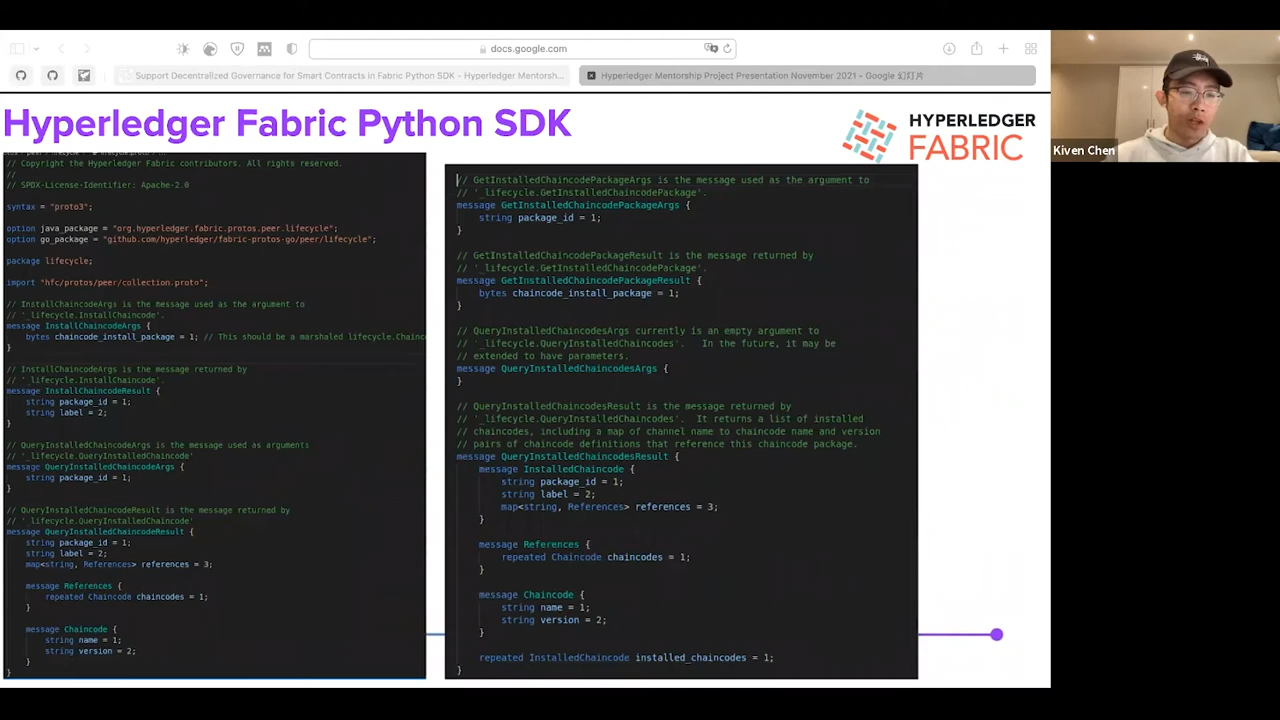 docs.google.com
Support Decentralized Governance for Smart Contracts in Fabric Python SDK - Hyperledger Mentorsh...
Hyperledger Mentorship Project Presentation November 2021 – Google 幻灯片
Hyperledger Fabric Python SDK
HYPERLEDGER
FABRIC
Kiven Chen
// Copyright the Hyperledger Fabric contributors. All rights reserved.
//
// SPDX-License-Identifier: Apache-2.0
syntax = "proto3";
option java_package = "org.hyperledger.fabric.protos.peer.lifecycle";
option go_package = "github.com/hyperledger/fabric-protos-go/peer/lifecycle";
package lifecycle;
import "hfc/protos/peer/collection.proto";
// InstallChaincodeArgs is the message used as the argument to
// '_lifecycle.InstallChaincode'.
message InstallChaincodeArgs {
bytes chaincode_install_package = 1; // This should be a marshaled lifecycle.Chainc
}
// InstallChaincodeArgs is the message returned by
// '_lifecycle.InstallChaincode'.
message InstallChaincodeResult {
string package_id = 1;
string label = 2;
}
// QueryInstalledChaincodeArgs is the message used as arguments
// '_lifecycle.QueryInstalledChaincode'
message QueryInstalledChaincodeArgs {
string package_id = 1;
}
// QueryInstalledChaincodeResult is the message returned by
// '_lifecycle.QueryInstalledChaincode'
message QueryInstalledChaincodeResult {
string package_id = 1;
string label = 2;
map<string, References> references = 3;
message References {
repeated Chaincode chaincodes = 1;
}
message Chaincode {
string name = 1;
string version = 2;
}
}
// GetInstalledChaincodePackageArgs is the message used as the argument to
// '_lifecycle.GetInstalledChaincodePackage'.
message GetInstalledChaincodePackageArgs {
string package_id = 1;
}
// GetInstalledChaincodePackageResult is the message returned by
// '_lifecycle.GetInstalledChaincodePackage'.
message GetInstalledChaincodePackageResult {
bytes chaincode_install_package = 1;
}
// QueryInstalledChaincodesArgs currently is an empty argument to
// '_lifecycle.QueryInstalledChaincodes'. In the future, it may be
// extended to have parameters.
message QueryInstalledChaincodesArgs {
}
// QueryInstalledChaincodesResult is the message returned by
// '_lifecycle.QueryInstalledChaincodes'. It returns a list of installed
// chaincodes, including a map of channel name to chaincode name and version
// pairs of chaincode definitions that reference this chaincode package.
message QueryInstalledChaincodesResult {
message InstalledChaincode {
string package_id = 1;
string label = 2;
map<string, References> references = 3;
}
message References {
repeated Chaincode chaincodes = 1;
}
message Chaincode {
string name = 1;
string version = 2;
}
repeated InstalledChaincode installed_chaincodes = 1;
}